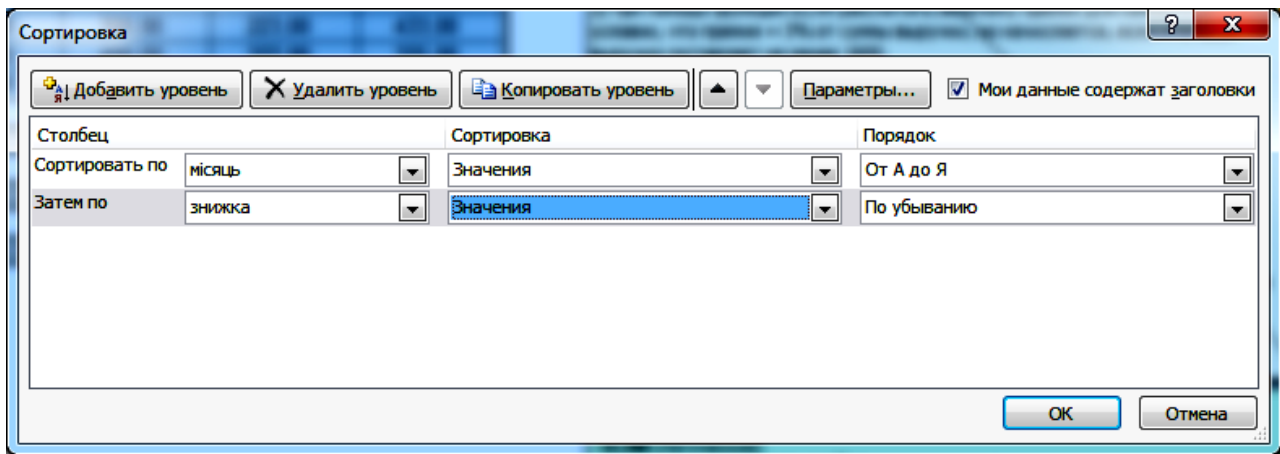 Сортировка
Добавить уровень Удалить уровень Копировать уровень Параметры... Мои данные содержат заголовки
Столбец Сортировка Порядок
Сортировать по місяць Значения От А до Я
Затем по знижка Значения По убыванию
ОК Отмена